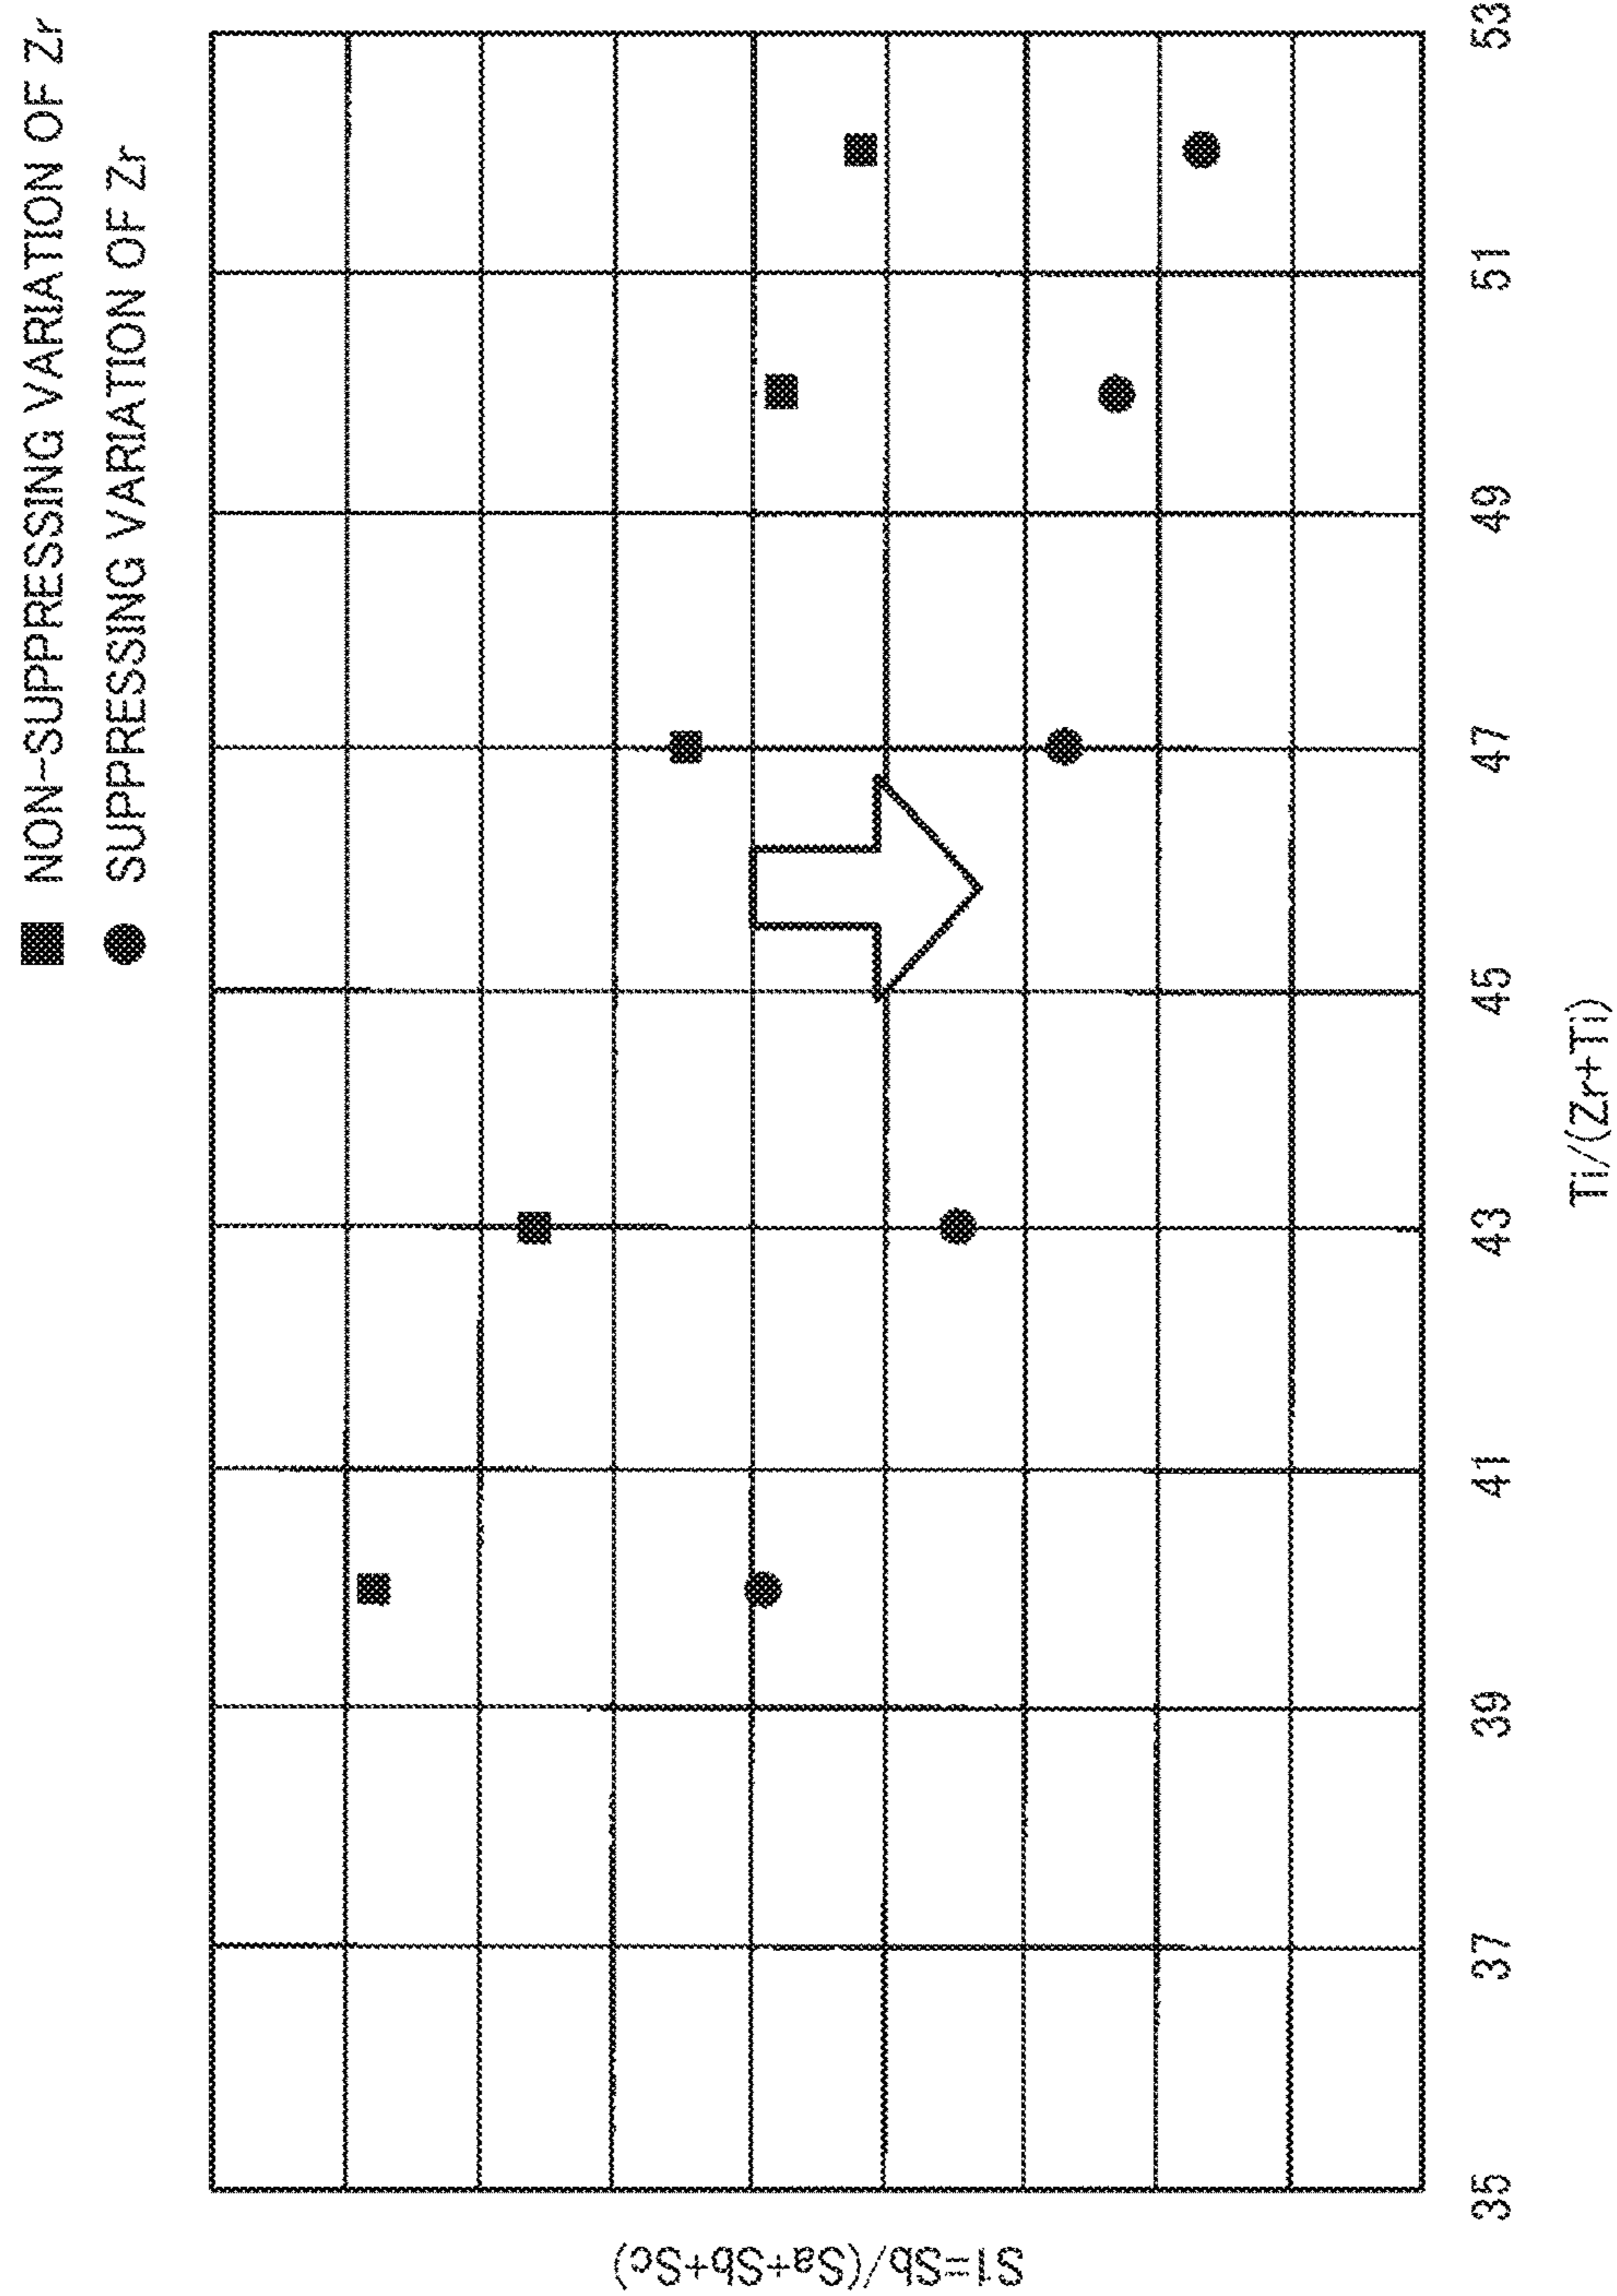 NON-SUPPRESSING VARIATION OF Zr
SUPPRESSING VARIATION OF Zr
S1=Sb/(Sa+Sb+Sc)
35 37 39 41 43 45 47 49 51 53
Ti/(Zr+Ti)